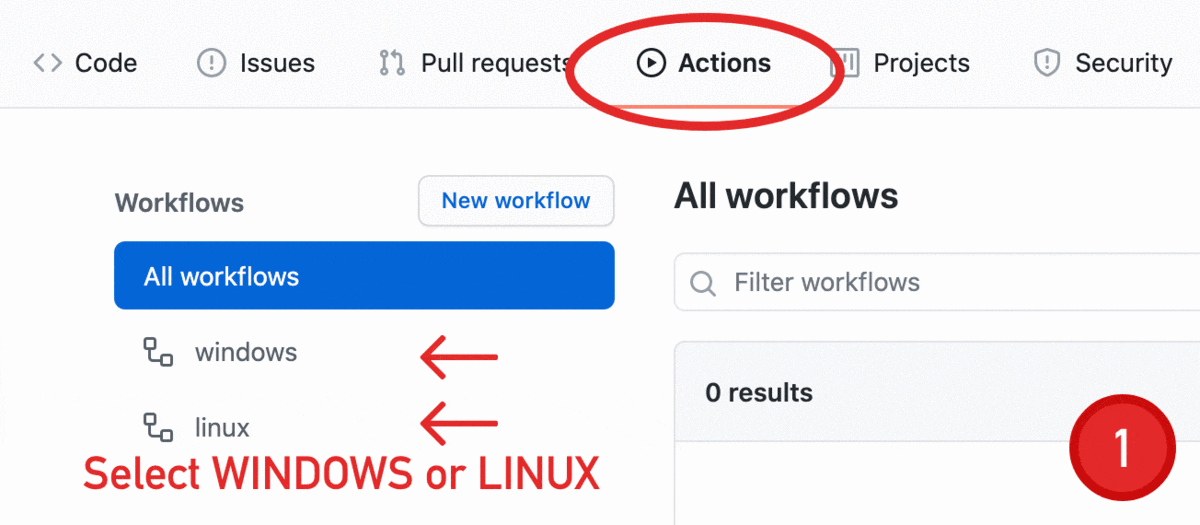 Code Issues Pull requests Actions Projects Security
Workflows New workflow All workflows
All workflows
Filter workflows
windows
0 results
linux
Select WINDOWS or LINUX
1